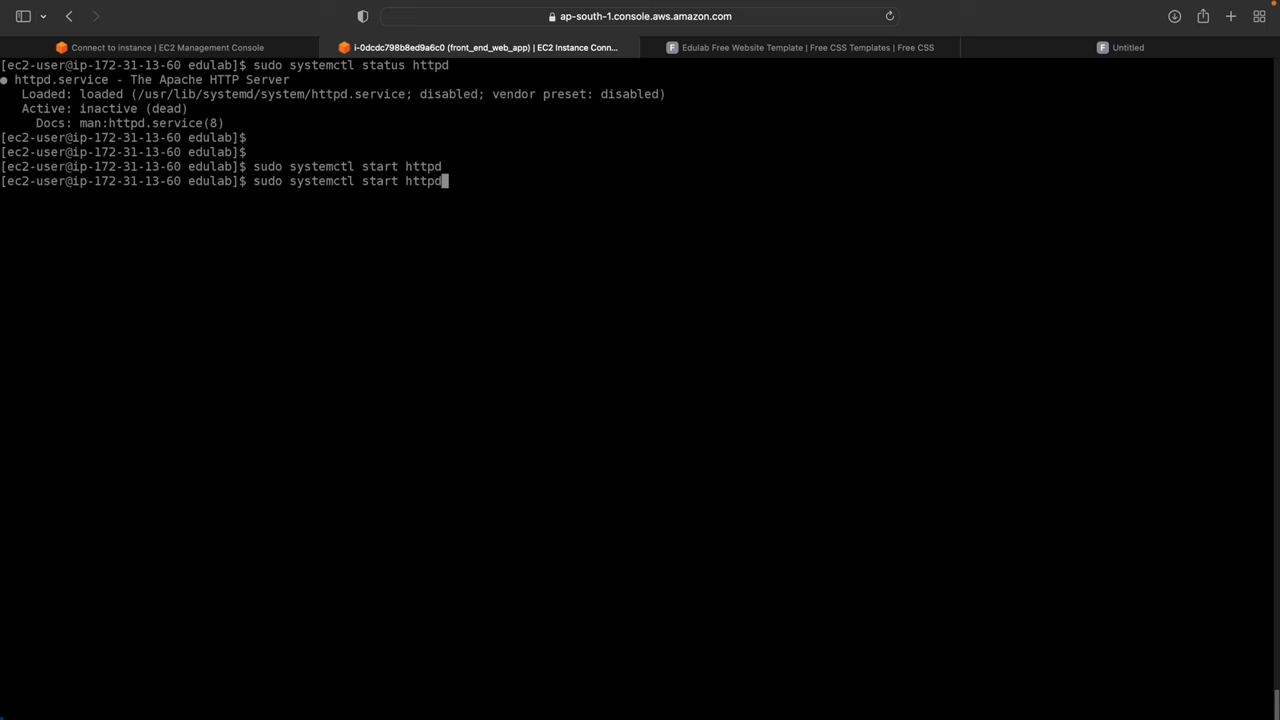 ap-south-1.console.aws.amazon.com
Connect to instance | EC2 Management Console
i-0dcdc798b8ed9a6c0 (front_end_web_app) | EC2 Instance Conn...
F Edulab Free Website Template | Free CSS Templates | Free CSS
F Untitled
[ec2-user@ip-172-31-13-60 edulab]$ sudo systemctl status httpd
● httpd.service - The Apache HTTP Server
Loaded: loaded (/usr/lib/systemd/system/httpd.service; disabled; vendor preset: disabled)
Active: inactive (dead)
Docs: man:httpd.service(8)
[ec2-user@ip-172-31-13-60 edulab]$
[ec2-user@ip-172-31-13-60 edulab]$
[ec2-user@ip-172-31-13-60 edulab]$ sudo systemctl start httpd
[ec2-user@ip-172-31-13-60 edulab]$ sudo systemctl start httpd